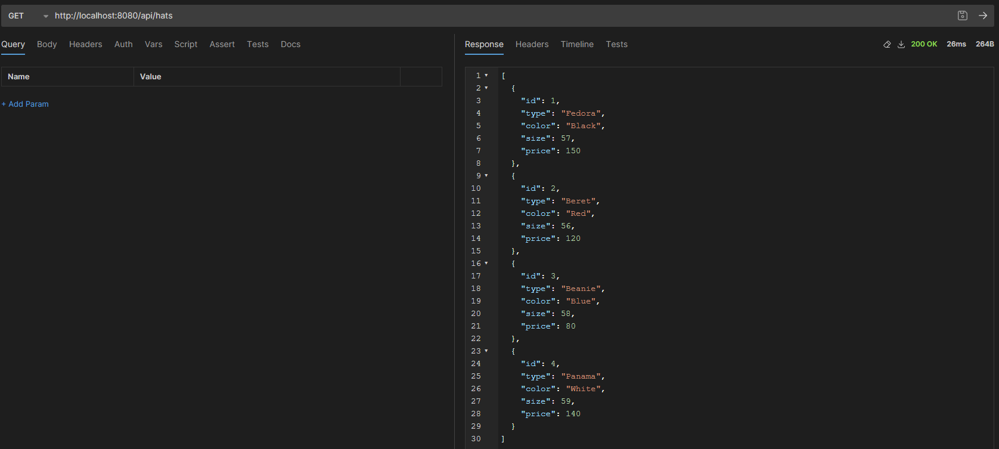 GET http://localhost:8080/api/hats
Query Body Headers Auth Vars Script Assert Tests Docs
Name Value
+ Add Param
Response Headers Timeline Tests 200 OK 26ms 264B
1 [
2 {
3 "id": 1,
4 "type": "Fedora",
5 "color": "Black",
6 "size": 57,
7 "price": 150
8 },
9 {
10 "id": 2,
11 "type": "Beret",
12 "color": "Red",
13 "size": 56,
14 "price": 120
15 },
16 {
17 "id": 3,
18 "type": "Beanie",
19 "color": "Blue",
20 "size": 58,
21 "price": 80
22 },
23 {
24 "id": 4,
25 "type": "Panama",
26 "color": "White",
27 "size": 59,
28 "price": 140
29 }
30 ]